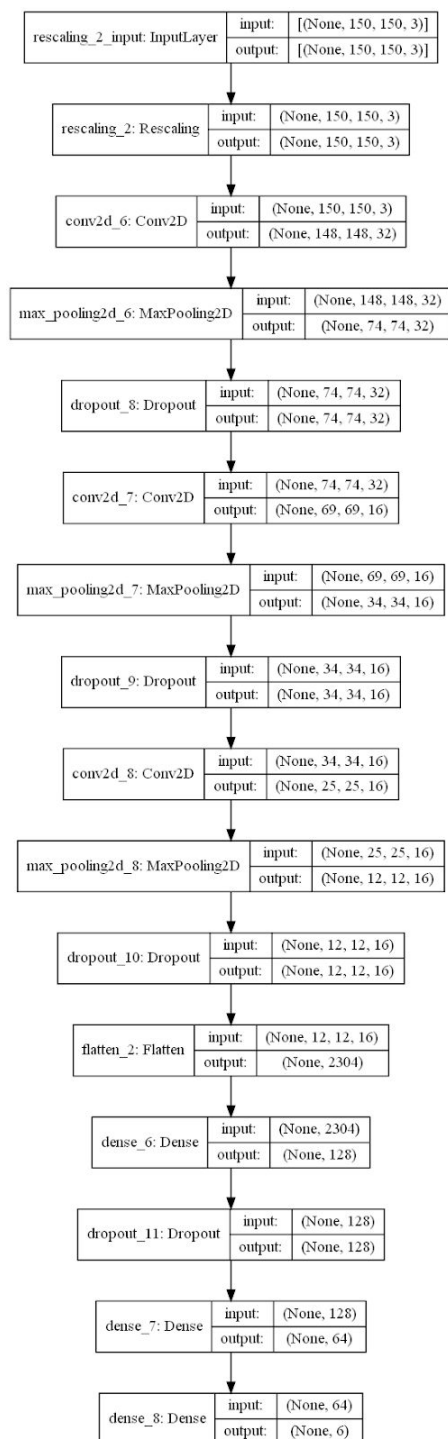 rescaling_2_input: InputLayer
input: [(None, 150, 150, 3)]
output: [(None, 150, 150, 3)]
rescaling_2: Rescaling
input: (None, 150, 150, 3)
output: (None, 150, 150, 3)
conv2d_6: Conv2D
input: (None, 150, 150, 3)
output: (None, 148, 148, 32)
max_pooling2d_6: MaxPooling2D
input: (None, 148, 148, 32)
output: (None, 74, 74, 32)
dropout_8: Dropout
input: (None, 74, 74, 32)
output: (None, 74, 74, 32)
conv2d_7: Conv2D
input: (None, 74, 74, 32)
output: (None, 69, 69, 16)
max_pooling2d_7: MaxPooling2D
input: (None, 69, 69, 16)
output: (None, 34, 34, 16)
dropout_9: Dropout
input: (None, 34, 34, 16)
output: (None, 34, 34, 16)
conv2d_8: Conv2D
input: (None, 34, 34, 16)
output: (None, 25, 25, 16)
max_pooling2d_8: MaxPooling2D
input: (None, 25, 25, 16)
output: (None, 12, 12, 16)
dropout_10: Dropout
input: (None, 12, 12, 16)
output: (None, 12, 12, 16)
flatten_2: Flatten
input: (None, 12, 12, 16)
output: (None, 2304)
dense_6: Dense
input: (None, 2304)
output: (None, 128)
dropout_11: Dropout
input: (None, 128)
output: (None, 128)
dense_7: Dense
input: (None, 128)
output: (None, 64)
dense_8: Dense
input: (None, 64)
output: (None, 6)